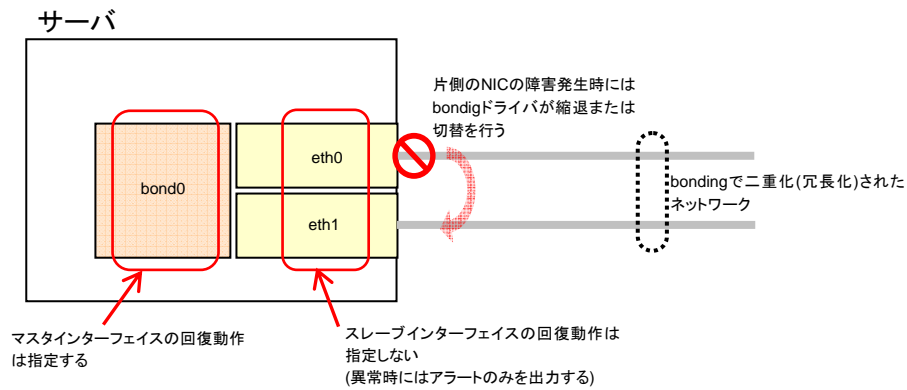 サーバ
片側のNICの障害発生時には
bondigドライバが縮退または
切替を行う
eth0
bond0
eth1
bondingで二重化(冗長化)された
ネットワーク
マスタインターフェイスの回復動作
は指定する
スレーブインターフェイスの回復動作は
指定しない
(異常時にはアラートのみを出力する)